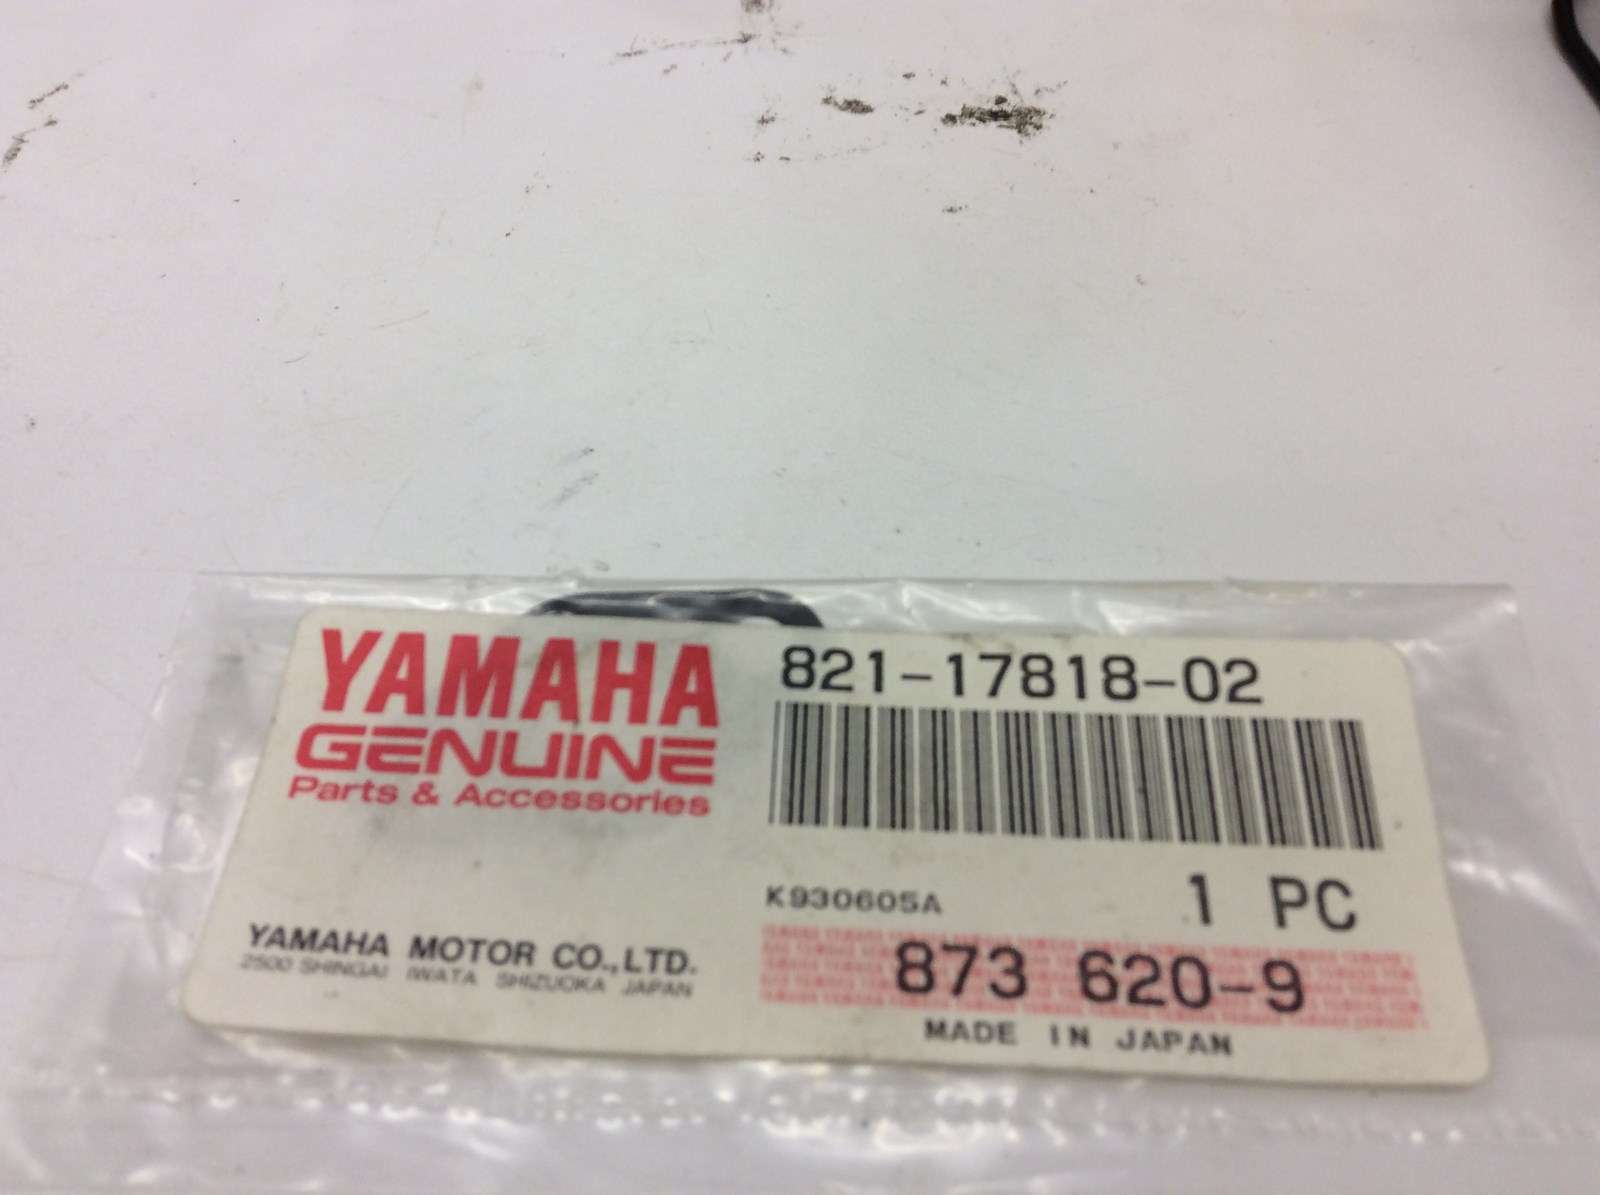 YAMAHA
GENUINE
Parts & Accessories
YAMAHA MOTOR CO.,LTD.
2500 SHINGAI IWATA SHIZUOKA JAPAN
821-17818-02
K930605A
1 PC
873 620-9
MADE IN JAPAN